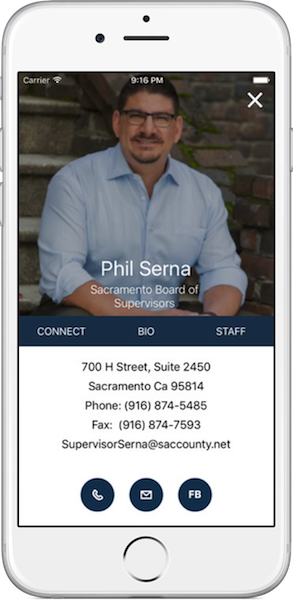 Carrier 9:16 PM
Phil Serna
Sacramento Board of
Supervisors
CONNECT BIO STAFF
700 H Street, Suite 2450
Sacramento Ca 95814
Phone: (916) 874-5485
Fax: (916) 874-7593
SupervisorSerna@saccounty.net
FB